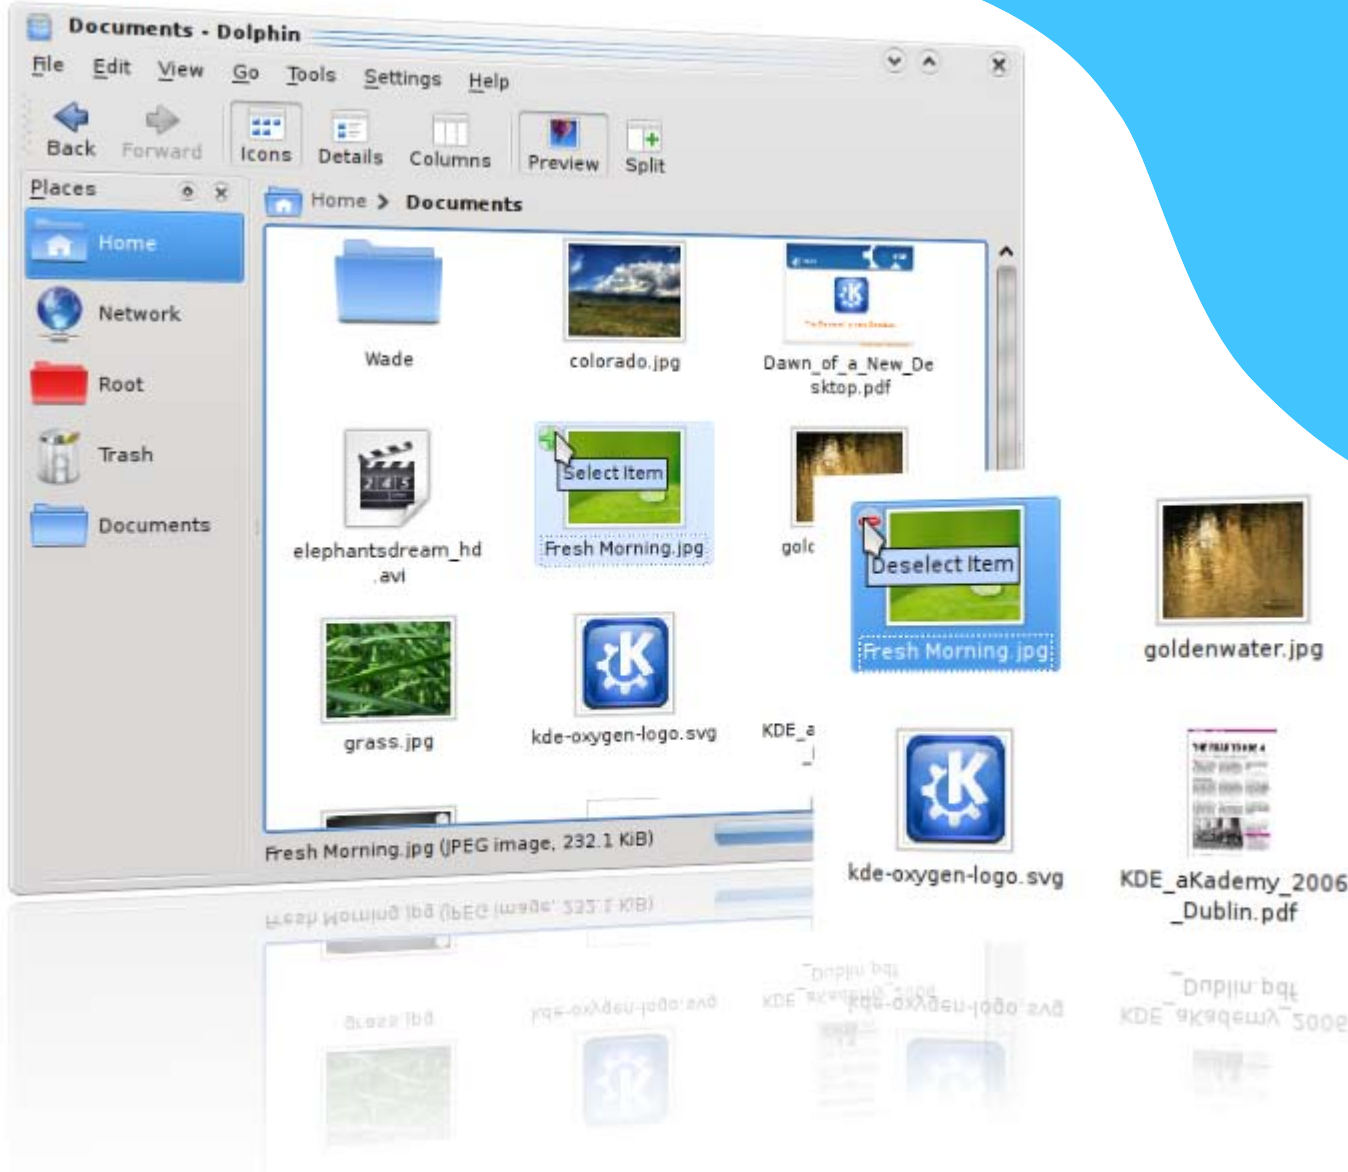 Documents - Dolphin
File Edit View Go Tools Settings Help
Back Forward Icons Details Columns Preview Split
Places
Home > Documents
Home
Network
Root
Trash
Documents
Wade
colorado.jpg
Dawn_of_a_New_De
sktop.pdf
elephantsdream_hd
.avi
Select Item
Fresh Morning.jpg
gold
grass.jpg
kde-oxygen-logo.svg
KDE_a
Fresh Morning.jpg (JPEG image, 232.1 KiB)
Deselect Item
Fresh Morning.jpg
goldenwater.jpg
kde-oxygen-logo.svg
KDE_aKademy_2006
_Dublin.pdf